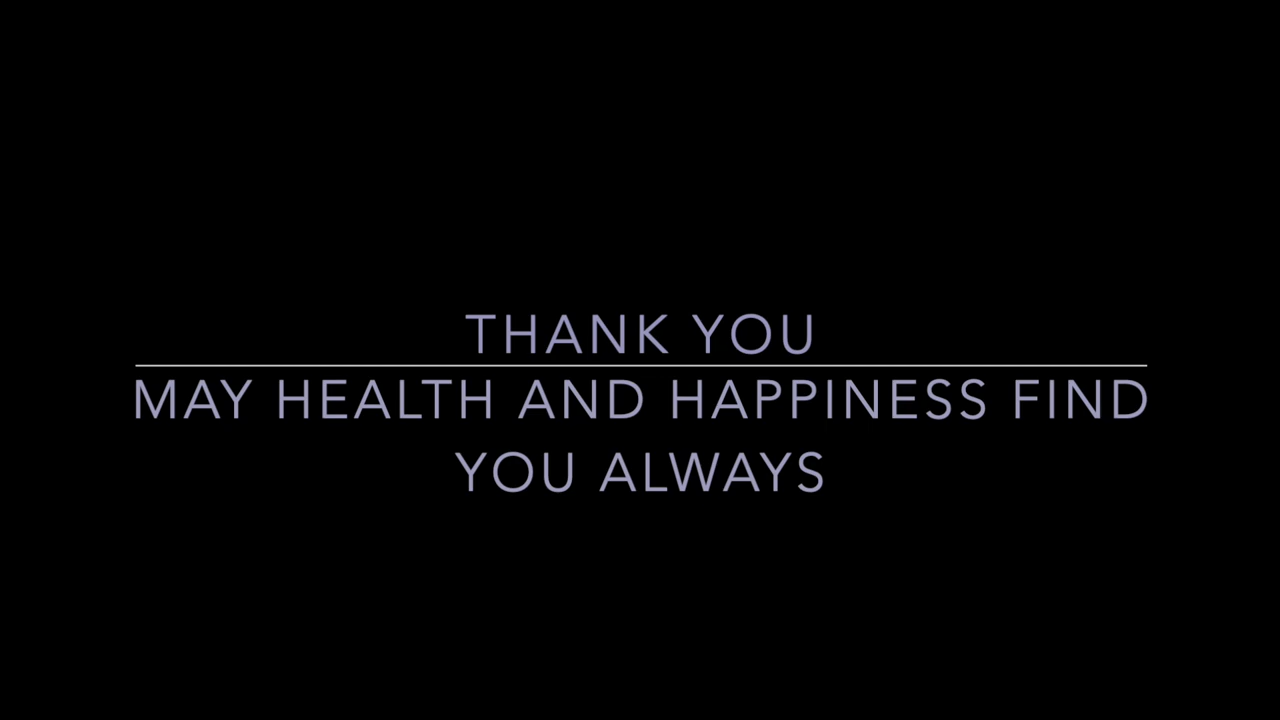 THANK YOU
MAY HEALTH AND HAPPINESS FIND
YOU ALWAYS